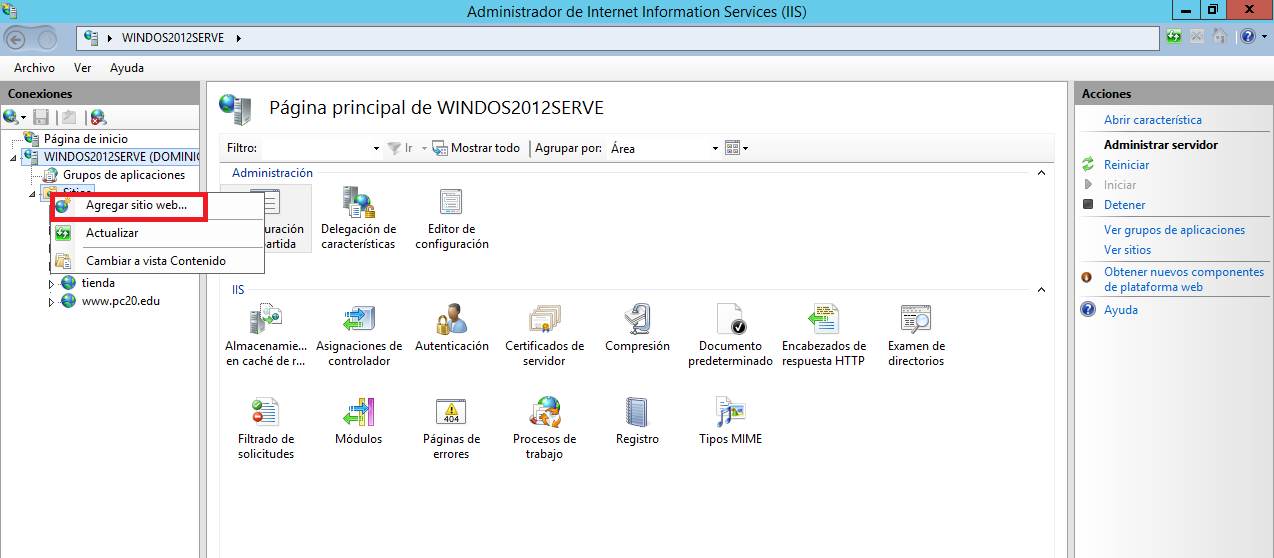 Administrador de Internet Information Services (IIS)
WINDOS2012SERVE
Archivo Ver Ayuda
Conexiones
Página de inicio
WINDOS2012SERVE (DOMINIC
Grupos de aplicaciones
Sitios
Agregar sitio web...
Actualizar
Cambiar a vista Contenido
tienda
www.pc20.edu
Página principal de WINDOS2012SERVE
Filtro: Ir Mostrar todo Agrupar por: Área
Administración
uración
artida
Delegación de
características
Editor de
configuración
IIS
Almacenamie...
en caché de r...
Asignaciones de
controlador
Autenticación
Certificados de
servidor
Compresión
Documento
predeterminado
Encabezados de
respuesta HTTP
Examen de
directorios
Filtrado de
solicitudes
Módulos
404
Páginas de
errores
Procesos de
trabajo
Registro
Tipos MIME
Acciones
Abrir característica
Administrar servidor
Reiniciar
Iniciar
Detener
Ver grupos de aplicaciones
Ver sitios
Obtener nuevos componentes
de plataforma web
Ayuda